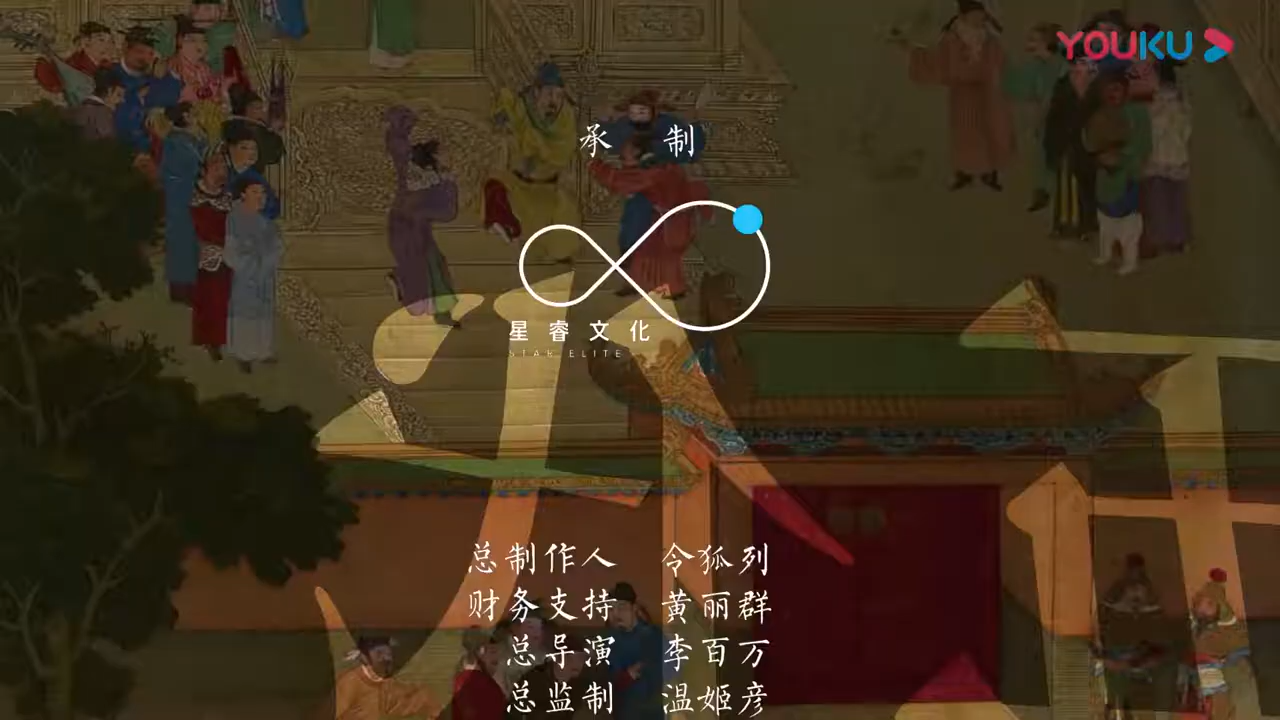 YOUKU
承 制
星睿文化
STAR ELITE
总制作人 令狐列
财务支持 黄丽群
总导演 李百万
总监制 温姬彦